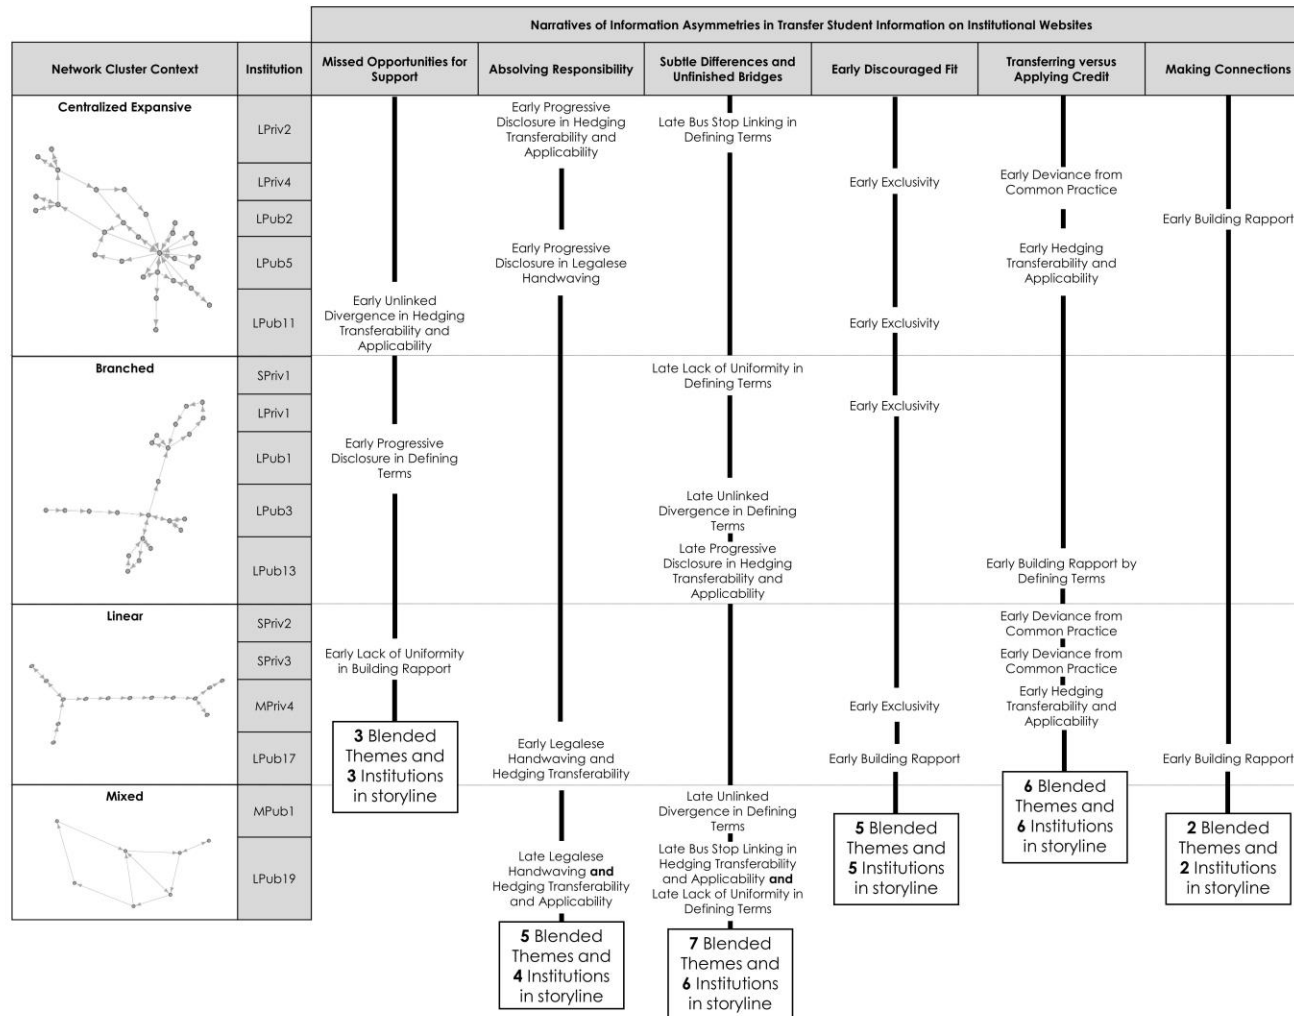 Narratives of Information Asymmetries in Transfer Student Information on Institutional Websites
Network Cluster Context
Institution
Missed Opportunities for
Support
Absolving Responsibility
Subtle Differences and
Unfinished Bridges
Early Discouraged Fit
Transferring versus
Applying Credit
Making Connections
Centralized Expansive
LPriv2
Early Progressive
Disclosure in Hedging
Transferability and
Applicability
Late Bus Stop Linking in
Defining Terms
LPriv4
Early Exclusivity
Early Deviance from
Common Practice
LPub2
Early Building Rapport
LPub5
Early Progressive
Disclosure in Legalese
Handwaving
Early Hedging
Transferability and
Applicability
LPub11
Early Unlinked
Divergence in Hedging
Transferability and
Applicability
Early Exclusivity
Branched
SPriv1
Late Lack of Uniformity in
Defining Terms
LPriv1
Early Exclusivity
LPub1
Early Progressive
Disclosure in Defining
Terms
LPub3
Late Unlinked
Divergence in Defining
Terms
LPub13
Late Progressive
Disclosure in Hedging
Transferability and
Applicability
Early Building Rapport by
Defining Terms
Linear
SPriv2
Early Deviance from
Common Practice
SPriv3
Early Lack of Uniformity
in Building Rapport
Early Deviance from
Common Practice
MPriv4
Early Exclusivity
Early Hedging
Transferability and
Applicability
3 Blended
Themes and
3 Institutions
in storyline
LPub17
Early Legalese
Handwaving and
Hedging Transferability
Early Building Rapport
Early Building Rapport
6 Blended
Themes and
6 Institutions
in storyline
Mixed
MPub1
Late Unlinked
Divergence in Defining
Terms
5 Blended
Themes and
5 Institutions
in storyline
2 Blended
Themes and
2 Institutions
in storyline
LPub19
Late Legalese
Handwaving and
Hedging Transferability
and Applicability
Late Bus Stop Linking in
Hedging Transferability
and Applicability and
Late Lack of Uniformity in
Defining Terms
5 Blended
Themes and
4 Institutions
in storyline
7 Blended
Themes and
6 Institutions
in storyline